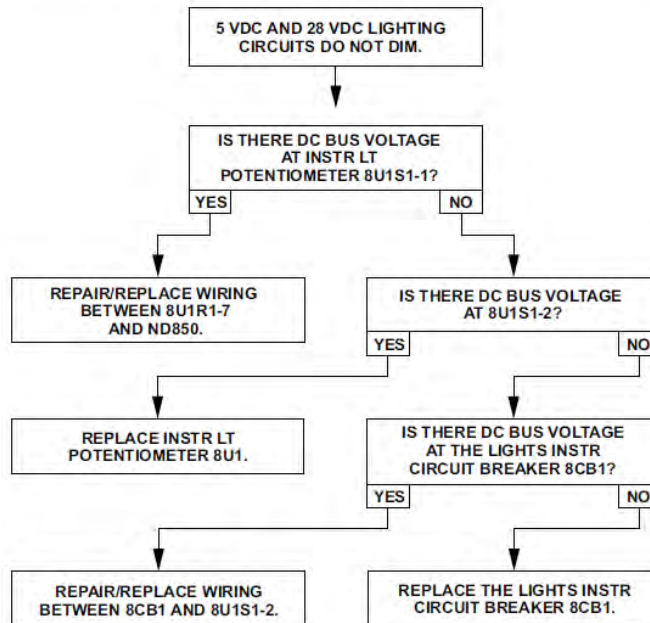 5 VDC AND 28 VDC LIGHTING
CIRCUITS DO NOT DIM.
IS THERE DC BUS VOLTAGE
AT INSTR LT
POTENTIOMETER 8U1S1-1?
YES
NO
REPAIR/REPLACE WIRING
BETWEEN 8U1R1-7
AND ND850.
IS THERE DC BUS VOLTAGE
AT 8U1S1-2?
YES
NO
REPLACE INSTR LT
POTENTIOMETER 8U1.
IS THERE DC BUS VOLTAGE
AT THE LIGHTS INSTR
CIRCUIT BREAKER 8CB1?
YES
NO
REPAIR/REPLACE WIRING
BETWEEN 8CB1 AND 8U1S1-2.
REPLACE THE LIGHTS INSTR
CIRCUIT BREAKER 8CB1.